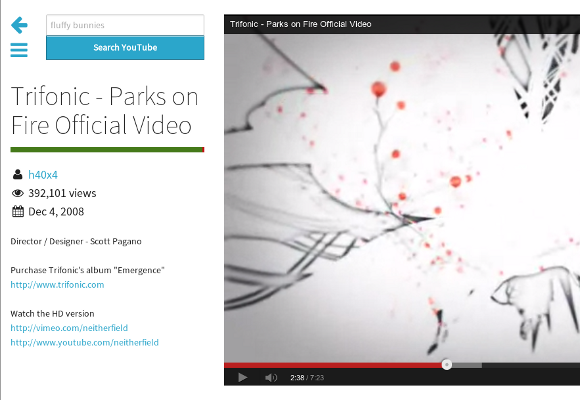 fluffy bunnies
Search YouTube
Trifonic - Parks on
Fire Official Video
h40x4
392,101 views
Dec 4, 2008
Director / Designer - Scott Pagano
Purchase Trifonic's album "Emergence"
http://www.trifonic.com
Watch the HD version
http://vimeo.com/neitherfield
http://www.youtube.com/neitherfield
Trifonic - Parks on Fire Official Video
2:38 / 7:23